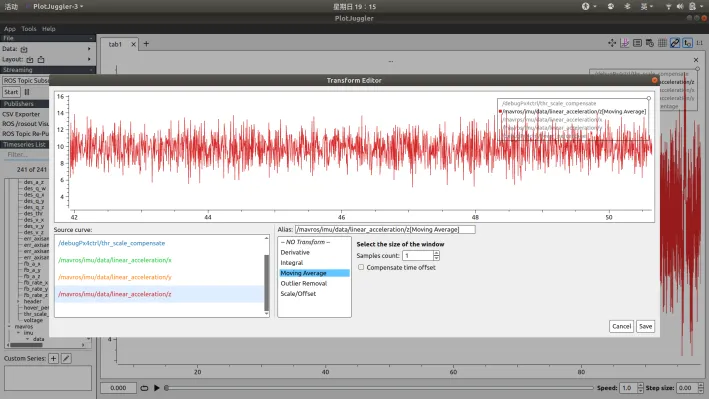 活动 PlotJuggler-3 星期日 19：15 英
PlotJuggler
App Tools Help
File
Data:
Layout:
Streaming
ROS Topic Subsc
Start
Publishers
CSV Exporter
ROS /rosout Visu
ROS Topic Re-Pu
Timeseries List
Filter...
241 of 241
des_a_z
des_q_w
des_q_x
des_q_y
des_q_z
des_thr
des_v_x
des_v_y
des_v_z
err_axisan
err_axisan
err_axisan
fb_a_x
fb_a_y
fb_a_z
fb_rate_x
fb_rate_y
fb_rate_z
header
hover_per
thr_scale_
voltage
mavros
imu
data
Custom Series:
tab1
...
Transform Editor
16
14
12
10
8
6
4
42 44 46 48 50
/debugPx4ctrl/thr_scale_compensate
/mavros/imu/data/linear_acceleration/z[Moving Average]
/mavros/imu/data/linear_acceleration/x
/mavros/imu/data/linear_acceleration/y
Source curve:
/debugPx4ctrl/thr_scale_compensate
/mavros/imu/data/linear_acceleration/x
/mavros/imu/data/linear_acceleration/y
/mavros/imu/data/linear_acceleration/z
Alias: /mavros/imu/data/linear_acceleration/z[Moving Average]
-- NO Transform --
Derivative
Integral
Moving Average
Outlier Removal
Scale/Offset
Select the size of the window
Samples count: 1
Compensate time offset
Cancel Save
4
20 40 60 80
0.000 Speed: 1.0 Step size: 0.00